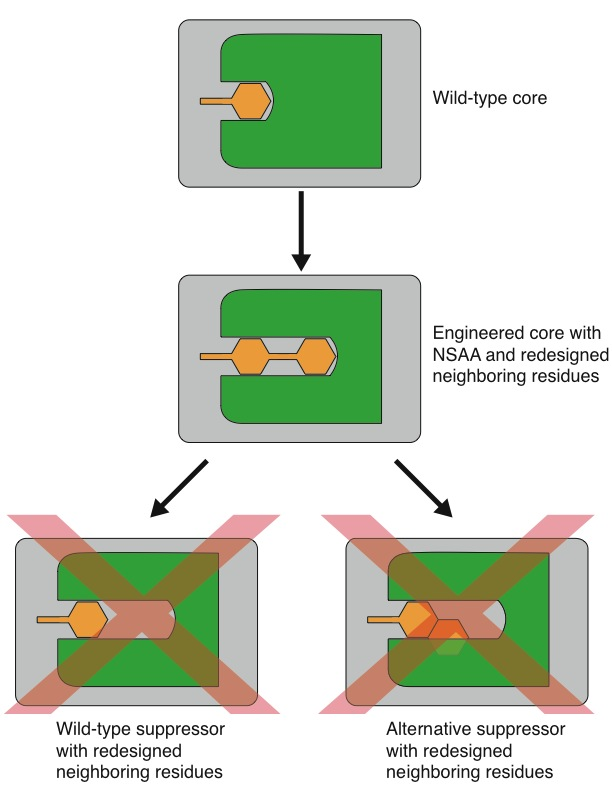 Wild-type core
Engineered core with
NSAA and redesigned
neighboring residues
Wild-type suppressor
with redesigned
neighboring residues
Alternative suppressor
with redesigned
neighboring residues